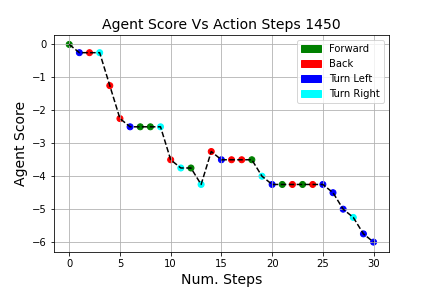 Agent Score Vs Action Steps 1450
Forward
Back
Turn Left
Turn Right
Agent Score
0
−1
−2
−3
−4
−5
−6
0 5 10 15 20 25 30
Num. Steps